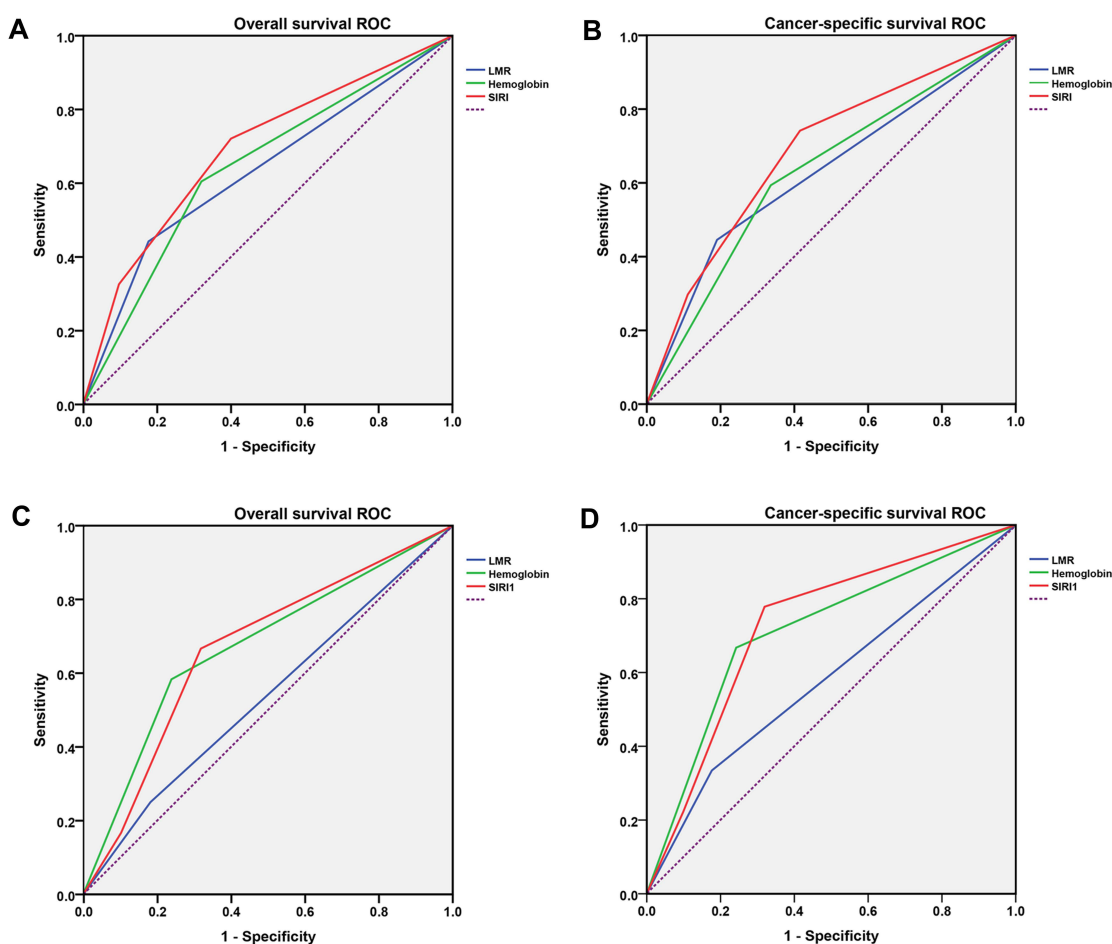 A
Overall survival ROC
1.0
0.8
0.6
0.4
0.2
0.0
Sensitivity
0.0 0.2 0.4 0.6 0.8 1.0
1 - Specificity
LMR
Hemoglobin
SIRI
B
Cancer-specific survival ROC
1.0
0.8
0.6
0.4
0.2
0.0
Sensitivity
0.0 0.2 0.4 0.6 0.8 1.0
1 - Specificity
LMR
Hemoglobin
SIRI
C
Overall survival ROC
1.0
0.8
0.6
0.4
0.2
0.0
Sensitivity
0.0 0.2 0.4 0.6 0.8 1.0
1 - Specificity
LMR
Hemoglobin
SIRI1
D
Cancer-specific survival ROC
1.0
0.8
0.6
0.4
0.2
0.0
Sensitivity
0.0 0.2 0.4 0.6 0.8 1.0
1 - Specificity
LMR
Hemoglobin
SIRI1